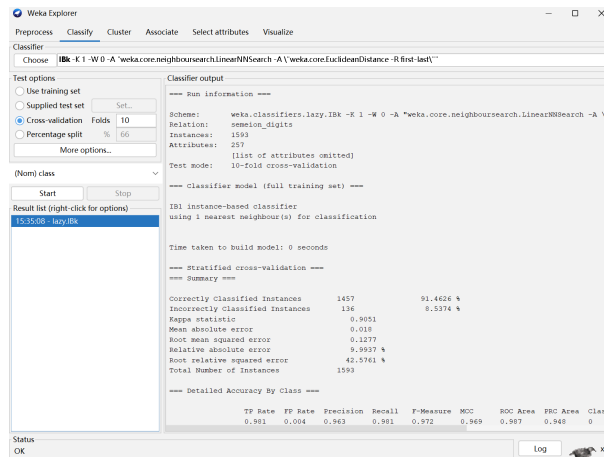 Weka Explorer
Preprocess Classify Cluster Associate Select attributes Visualize
Classifier
Choose IBk -K 1 -W 0 -A "weka.core.neighboursearch.LinearNNSearch -A \"weka.core.EuclideanDistance -R first-last\""
Test options
Use training set
Supplied test set Set...
Cross-validation Folds 10
Percentage split % 66
More options...
(Nom) class
Start Stop
Result list (right-click for options)
15:35:08 - lazy.IBk
Classifier output
=== Run information ===
Scheme: weka.classifiers.lazy.IBk -K 1 -W 0 -A "weka.core.neighboursearch.LinearNNSearch -A \
Relation: semeion_digits
Instances: 1593
Attributes: 257
[list of attributes omitted]
Test mode: 10-fold cross-validation
=== Classifier model (full training set) ===
IB1 instance-based classifier
using 1 nearest neighbour(s) for classification
Time taken to build model: 0 seconds
=== Stratified cross-validation ===
=== Summary ===
Correctly Classified Instances 1457 91.4626 %
Incorrectly Classified Instances 136 8.5374 %
Kappa statistic 0.9051
Mean absolute error 0.018
Root mean squared error 0.1277
Relative absolute error 9.9937 %
Root relative squared error 42.5761 %
Total Number of Instances 1593
=== Detailed Accuracy By Class ===
TP Rate FP Rate Precision Recall F-Measure MCC ROC Area PRC Area Clas
0.981 0.004 0.963 0.981 0.972 0.969 0.987 0.948 0
Status
OK
Log
x